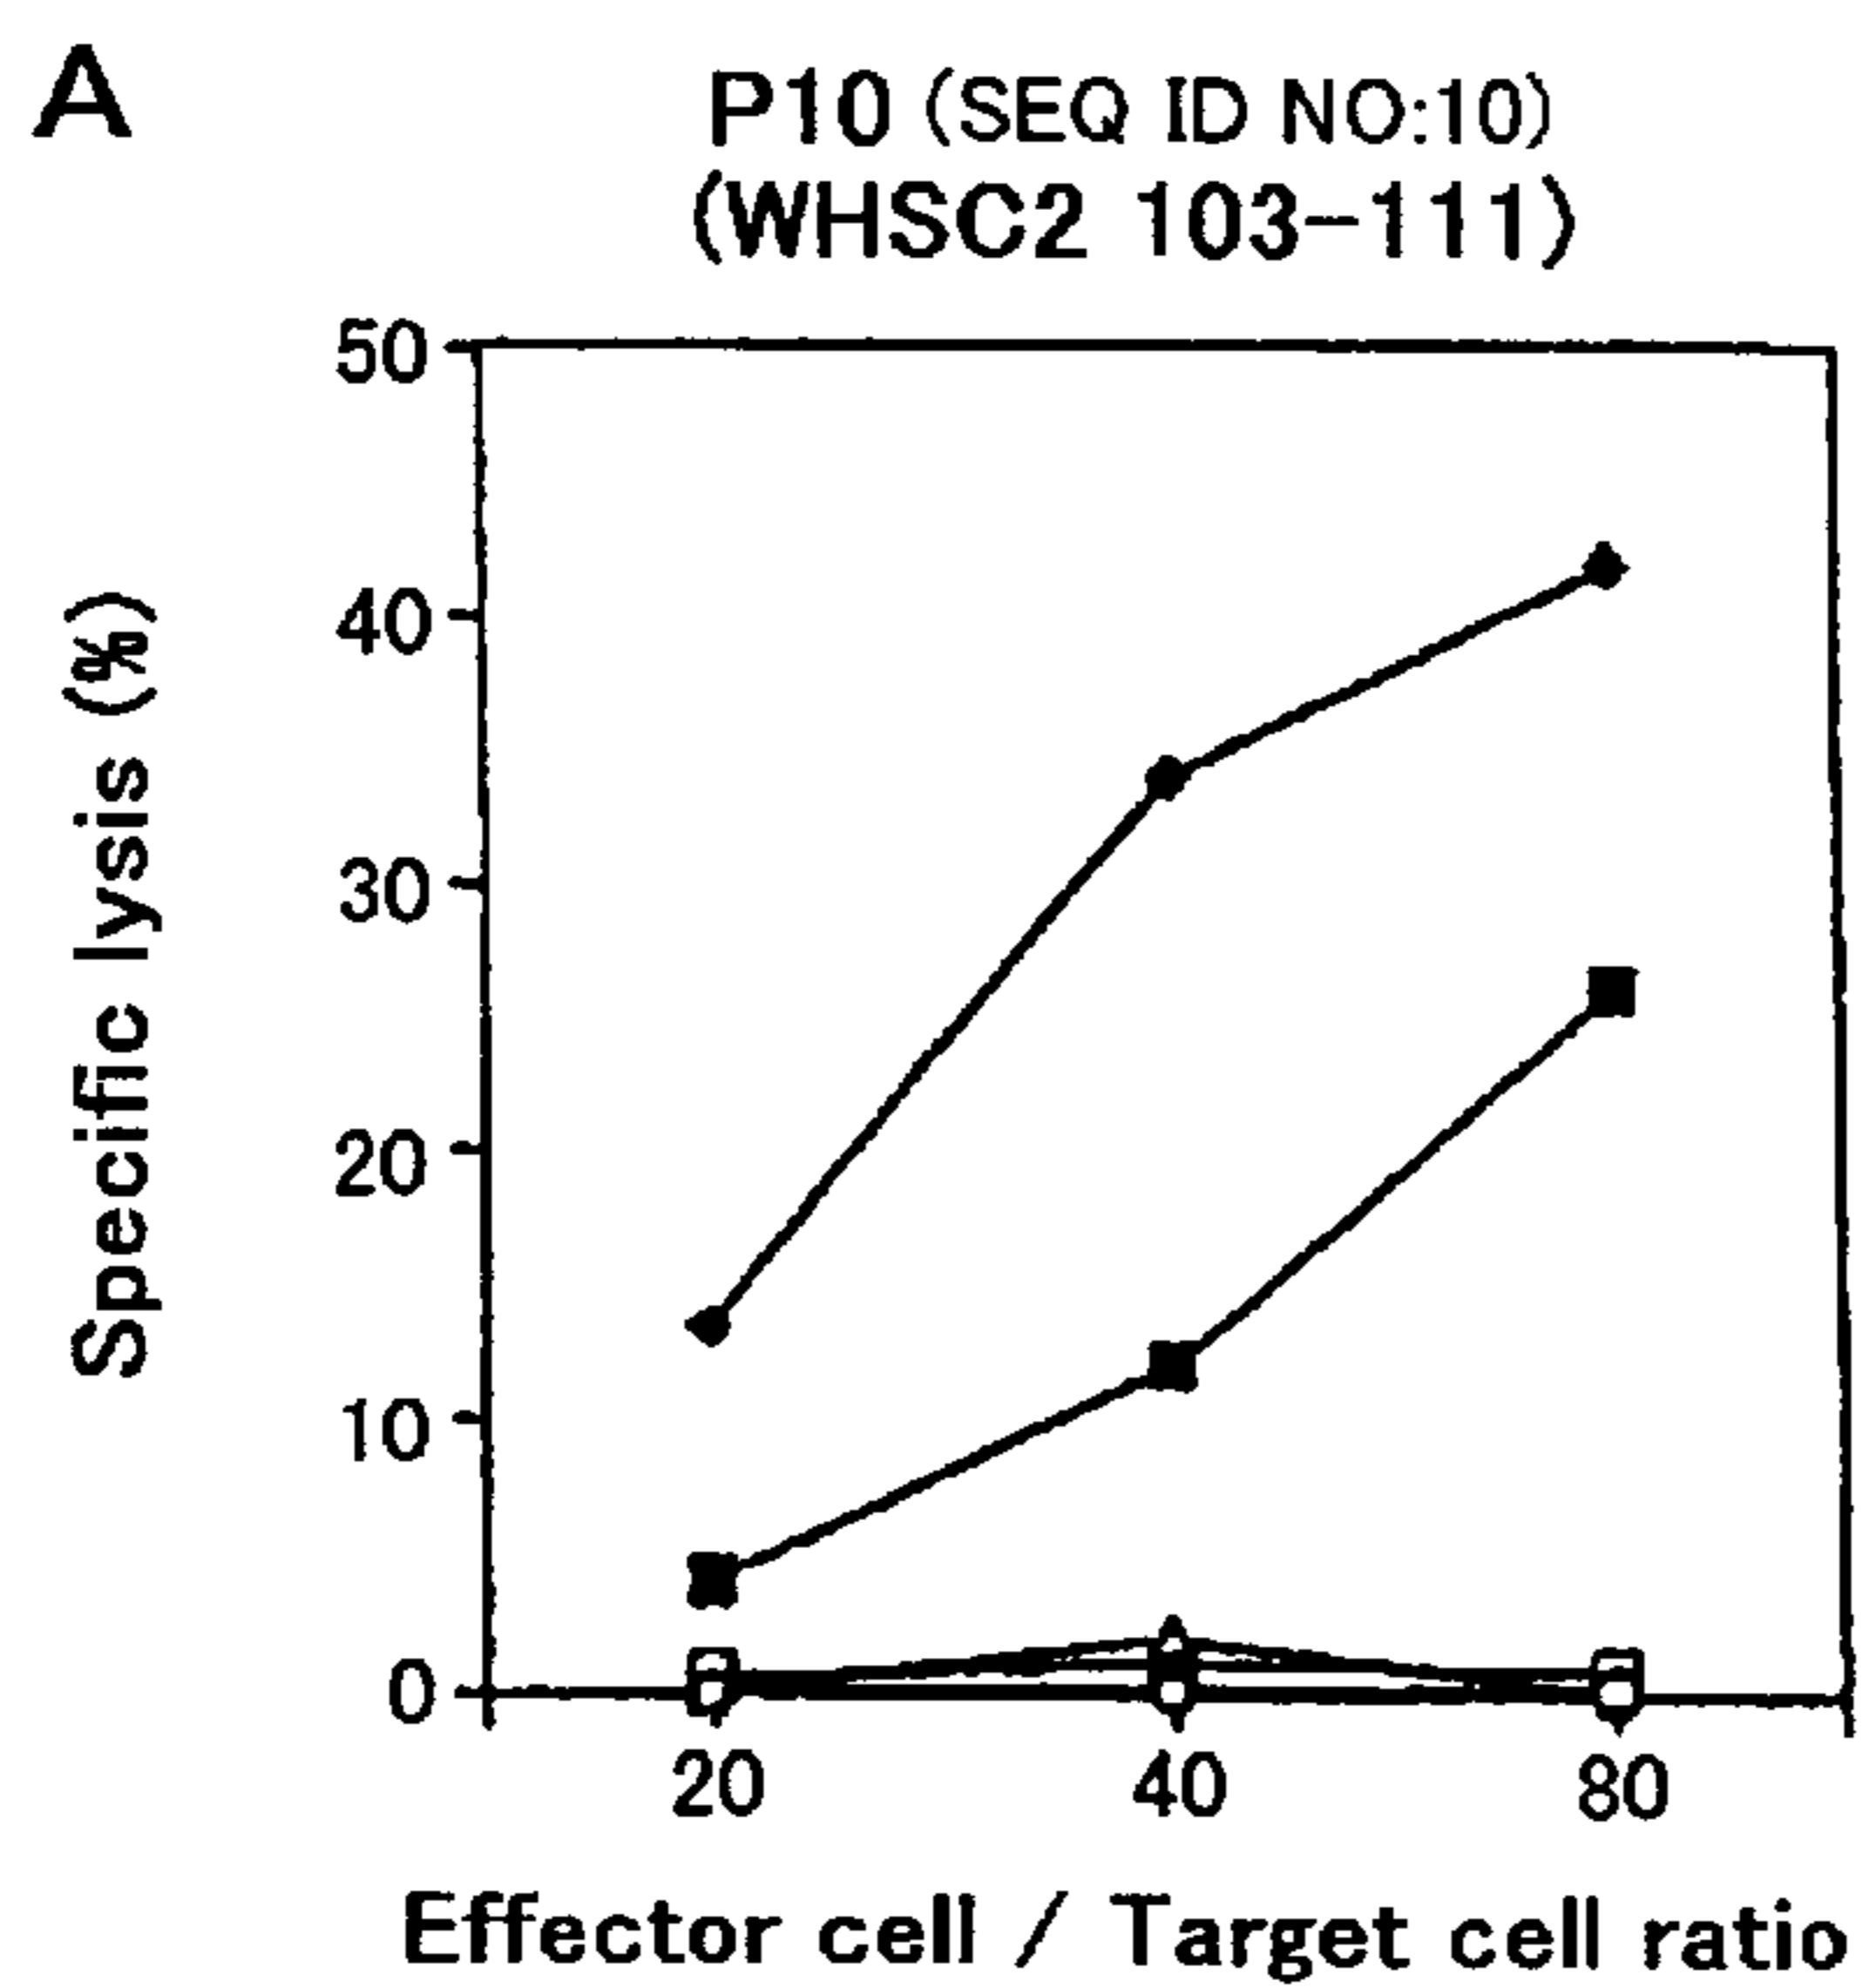 A
P10 (SEQ ID NO:10)
(WHSC2 103-111)
50
40
30
20
10
0
Specific lysis (%)
20 40 80
Effector cell / Target cell ratio